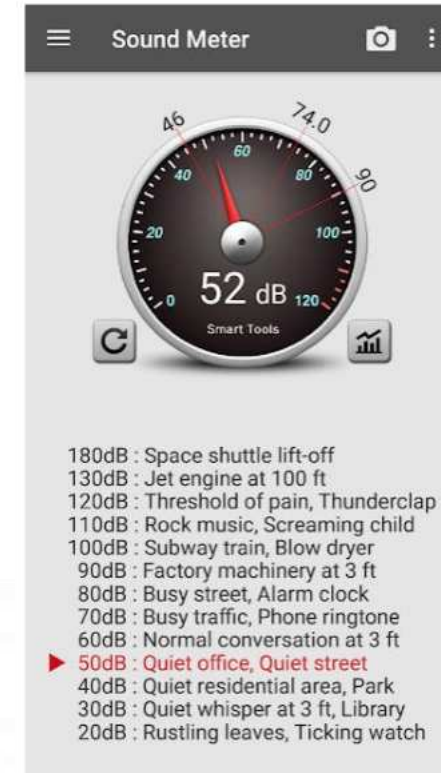 Sound Meter
46
74.0
90
0
20
40
60
80
100
120
52 dB
Smart Tools
180dB : Space shuttle lift-off
130dB : Jet engine at 100 ft
120dB : Threshold of pain, Thunderclap
110dB : Rock music, Screaming child
100dB : Subway train, Blow dryer
90dB : Factory machinery at 3 ft
80dB : Busy street, Alarm clock
70dB : Busy traffic, Phone ringtone
60dB : Normal conversation at 3 ft
50dB : Quiet office, Quiet street
40dB : Quiet residential area, Park
30dB : Quiet whisper at 3 ft, Library
20dB : Rustling leaves, Ticking watch